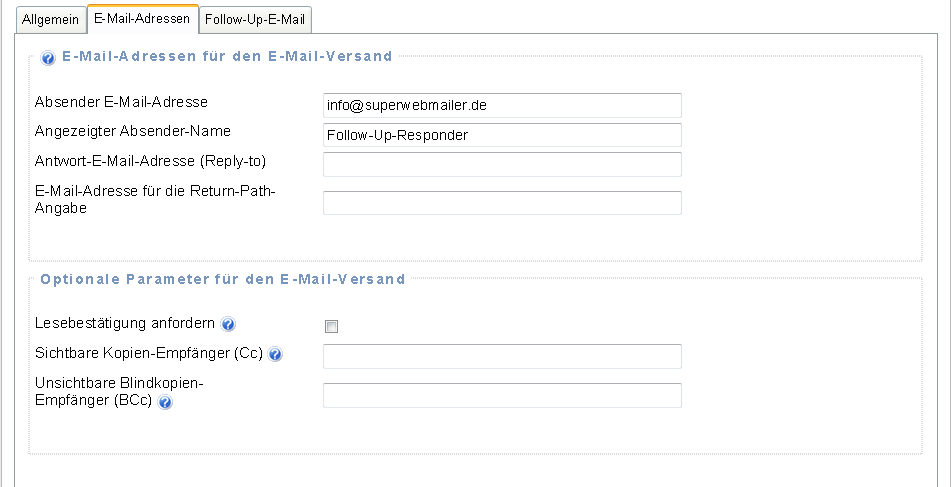 Allgemein
E-Mail-Adressen
Follow-Up-E-Mail
E-Mail-Adressen für den E-Mail-Versand
Absender E-Mail-Adresse
info@superwebmailer.de
Angezeigter Absender-Name
Follow-Up-Responder
Antwort-E-Mail-Adresse (Reply-to)
E-Mail-Adresse für die Return-Path-
Angabe
Optionale Parameter für den E-Mail-Versand
Lesebestätigung anfordern
Sichtbare Kopien-Empfänger (Cc)
Unsichtbare Blindkopien-
Empfänger (BCc)